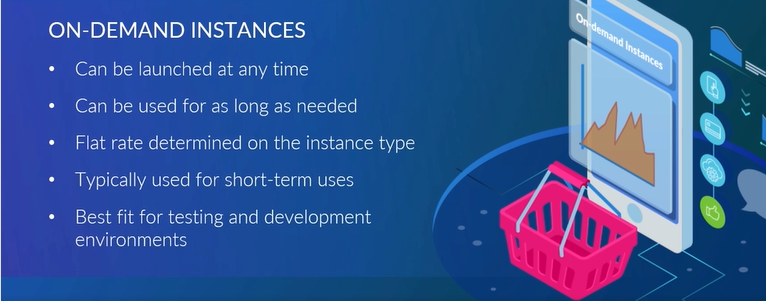 ON-DEMAND INSTANCES
• Can be launched at any time
• Can be used for as long as needed
• Flat rate determined on the instance type
• Typically used for short-term uses
• Best fit for testing and development
environments
On-demand Instances